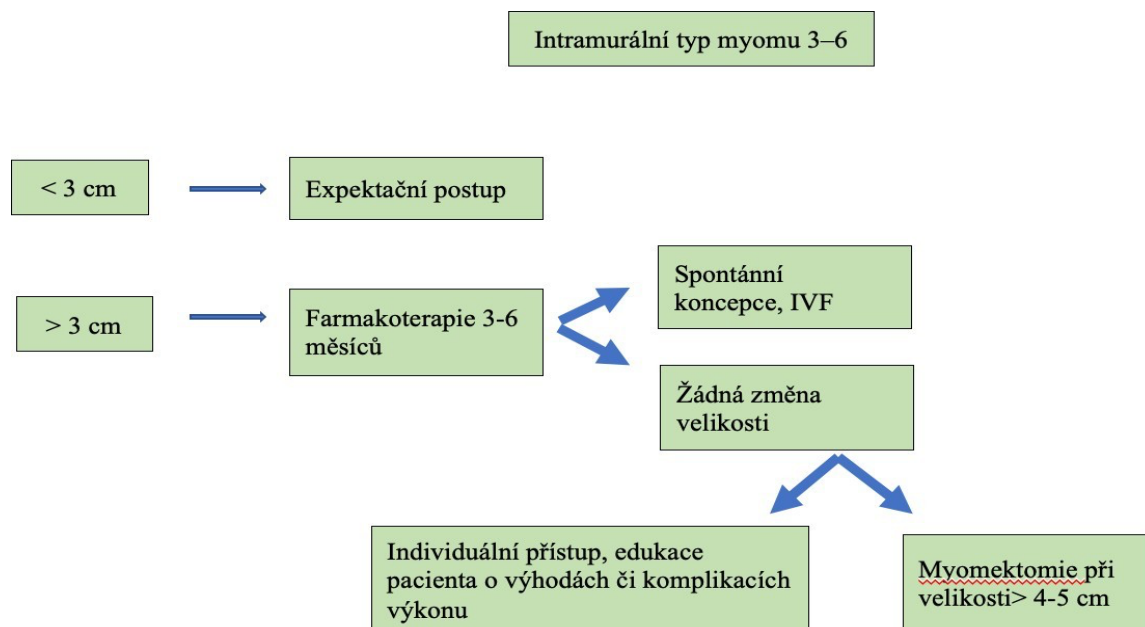 Intramurální typ myomu 3–6
< 3 cm
Expektační postup
> 3 cm
Farmakoterapie 3-6
měsíců
Spontánní
koncepce, IVF
Žádná změna
velikosti
Individuální přístup, edukace
pacienta o výhodách či komplikacích
výkonu
Myomektomie při
velikosti> 4-5 cm